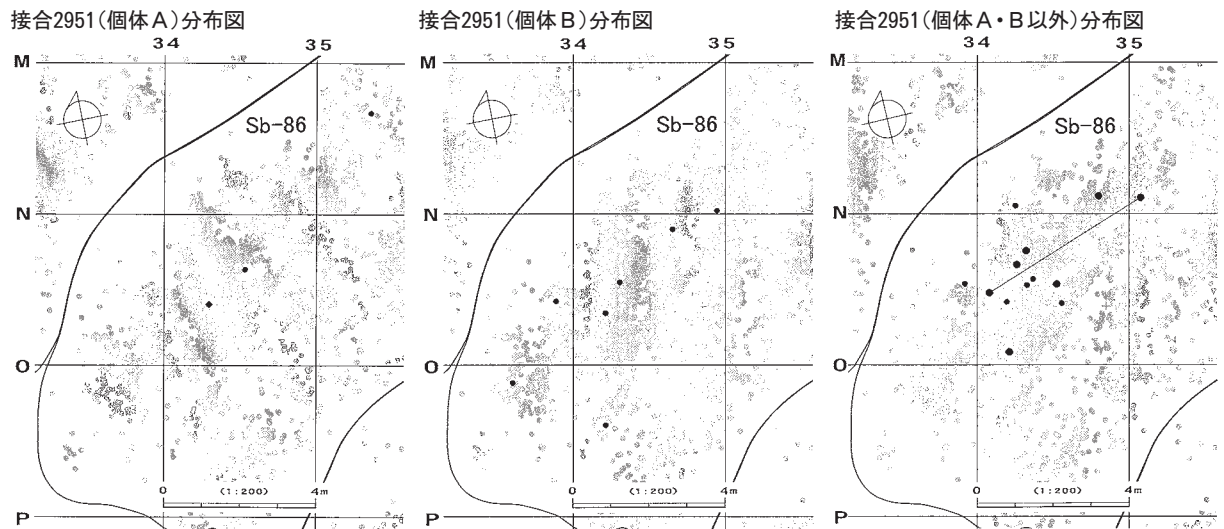 接合2951(個体A)分布図
34 35
M
Sb-86
N
O
0 (1:200) 4m
P
接合2951(個体B)分布図
34 35
M
Sb-86
N
O
0 (1:200) 4m
P
接合2951(個体A・B以外)分布図
34 35
M
Sb-86
N
O
0 (1:200) 4m
P